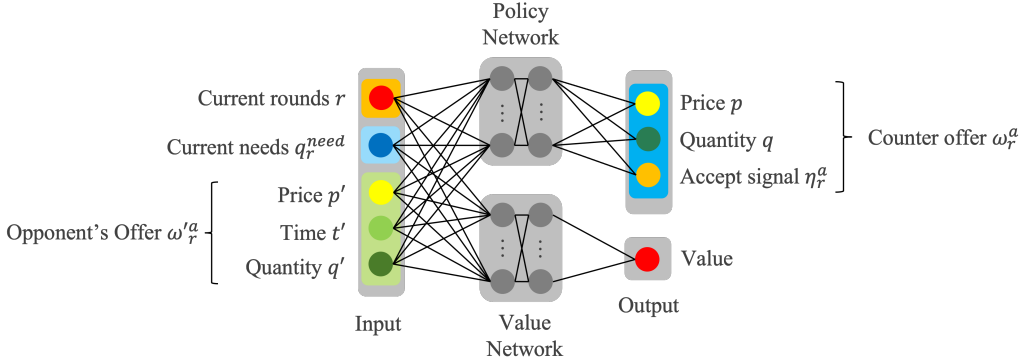 Policy
Network
Current rounds r
Current needs q_r^{need}
Price p′
Opponent's Offer ω′_r^a
Time t′
Quantity q′
Input
Value
Network
Price p
Quantity q
Accept signal η_r^a
Counter offer ω_r^a
Value
Output